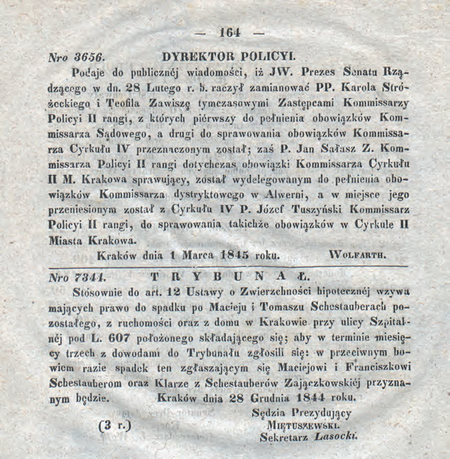 — 164 —
Nro 3656. DYREKTOR POLICYI.
Podaje do publicznéj wiadomości, iż JW. Prezes Senatu Rzą-
dzącego w dn. 28 Lutego r. b. raczył zamianować PP. Karola Stró-
żeckiego i Teofila Zawiszę tymczasowymi Zastępcami Kommissarzy
Policyi II rangi, z których piérwszy do pełnienia obowiązków Kom-
missarza Sądowego, a drugi do sprawowania obowiązków Kommissa-
rza Cyrkułu IV przeznaczonym został; zaś P. Jan Sałasz Z. Kom-
missarza Policyi II rangi dotychczas obowiązki Kommissarza Cyrkułu
II M. Krakowa sprawujący, został wydelegowanym do pełnienia obo-
wiązków Kommissarza dystryktowego w Alwerni, a w miejsce jego
przeniesionym został z Cyrkułu IV P. Józef Tuszyński Kommissarz
Policyi II rangi, do sprawowania takichże obowiązków w Cyrkule II
Miasta Krakowa.
Kraków dnia 1 Marca 1845 roku. WOLFARTH.
Nro 7344. TRYBUNAŁ.
Stósownie do art. 12 Ustawy o Zwierzchności hipotecznéj wzywa
mających prawo do spadku po Macieju i Tomaszu Schestauberach po-
zostałego, z ruchomości oraz z domu w Krakowie przy ulicy Szpital-
néj pod L. 607 położonego składającego się; aby w terminie miesię-
cy trzech z dowodami do Trybunału zgłosili się; w przeciwnym bo-
wiem razie spadek ten zgłaszającym się Maciejowi i Franciszkowi
Schestauberom oraz Klarze z Schestauberów Zajączkowskiéj przyzna-
nym będzie. Kraków dnia 28 Grudnia 1844 roku.
Sędzia Prezydujący
(3 r.) MIĘTUSZEWSKI.
Sekretarz Lasocki.